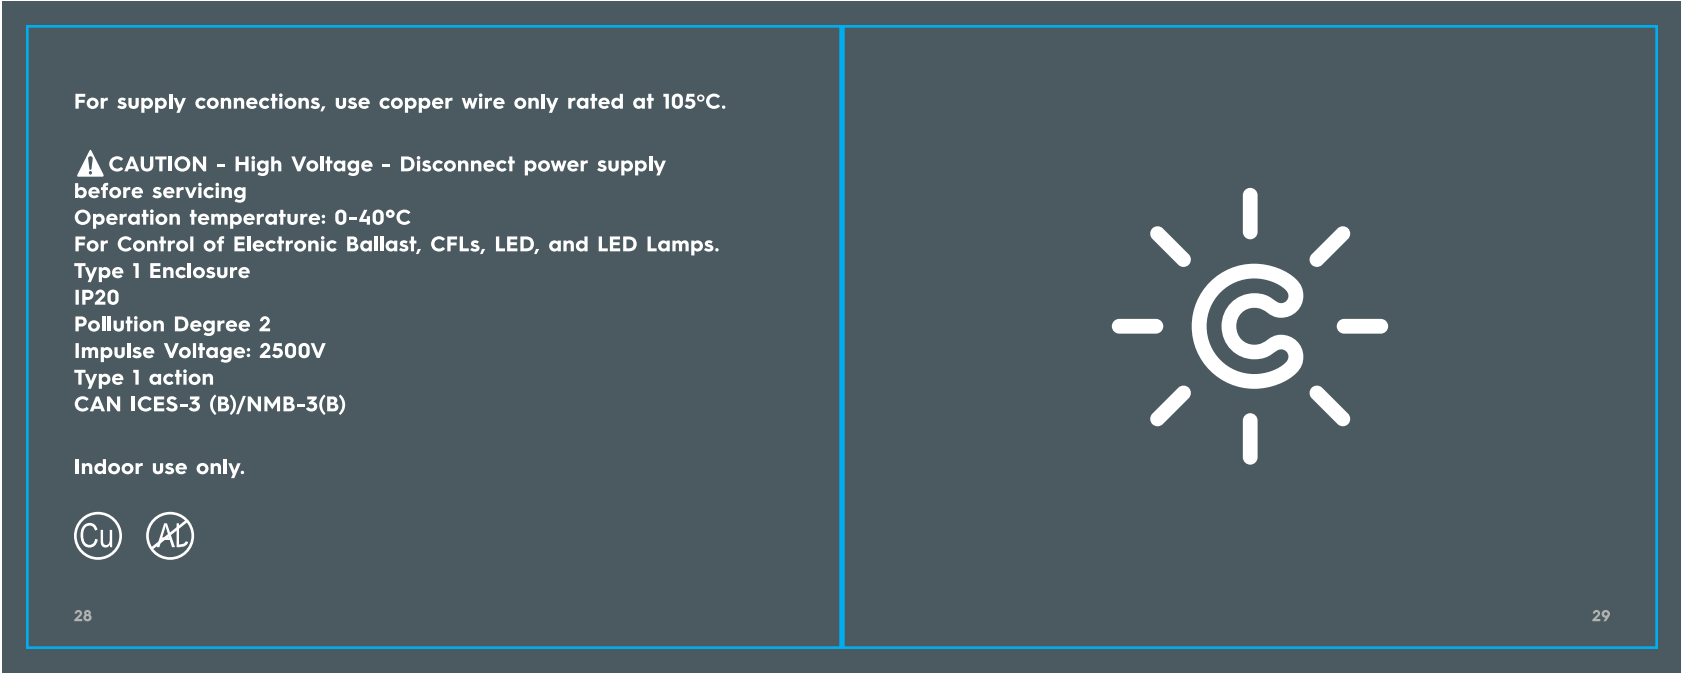 For supply connections, use copper wire only rated at 105°C.
CAUTION - High Voltage - Disconnect power supply
before servicing
Operation temperature: 0-40°C
For Control of Electronic Ballast, CFLs, LED, and LED Lamps.
Type 1 Enclosure
IP20
Pollution Degree 2
Impulse Voltage: 2500V
Type 1 action
CAN ICES-3 (B)/NMB-3(B)
Indoor use only.
Cu AL
28
29